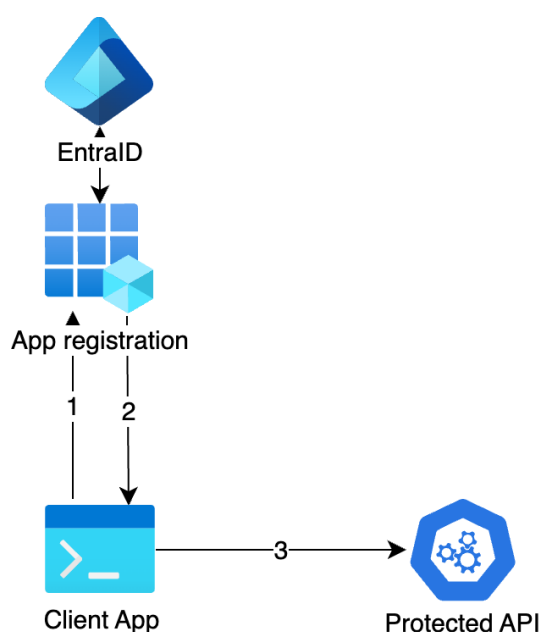 EntraID
App registration
1
2
3
Client App
Protected API